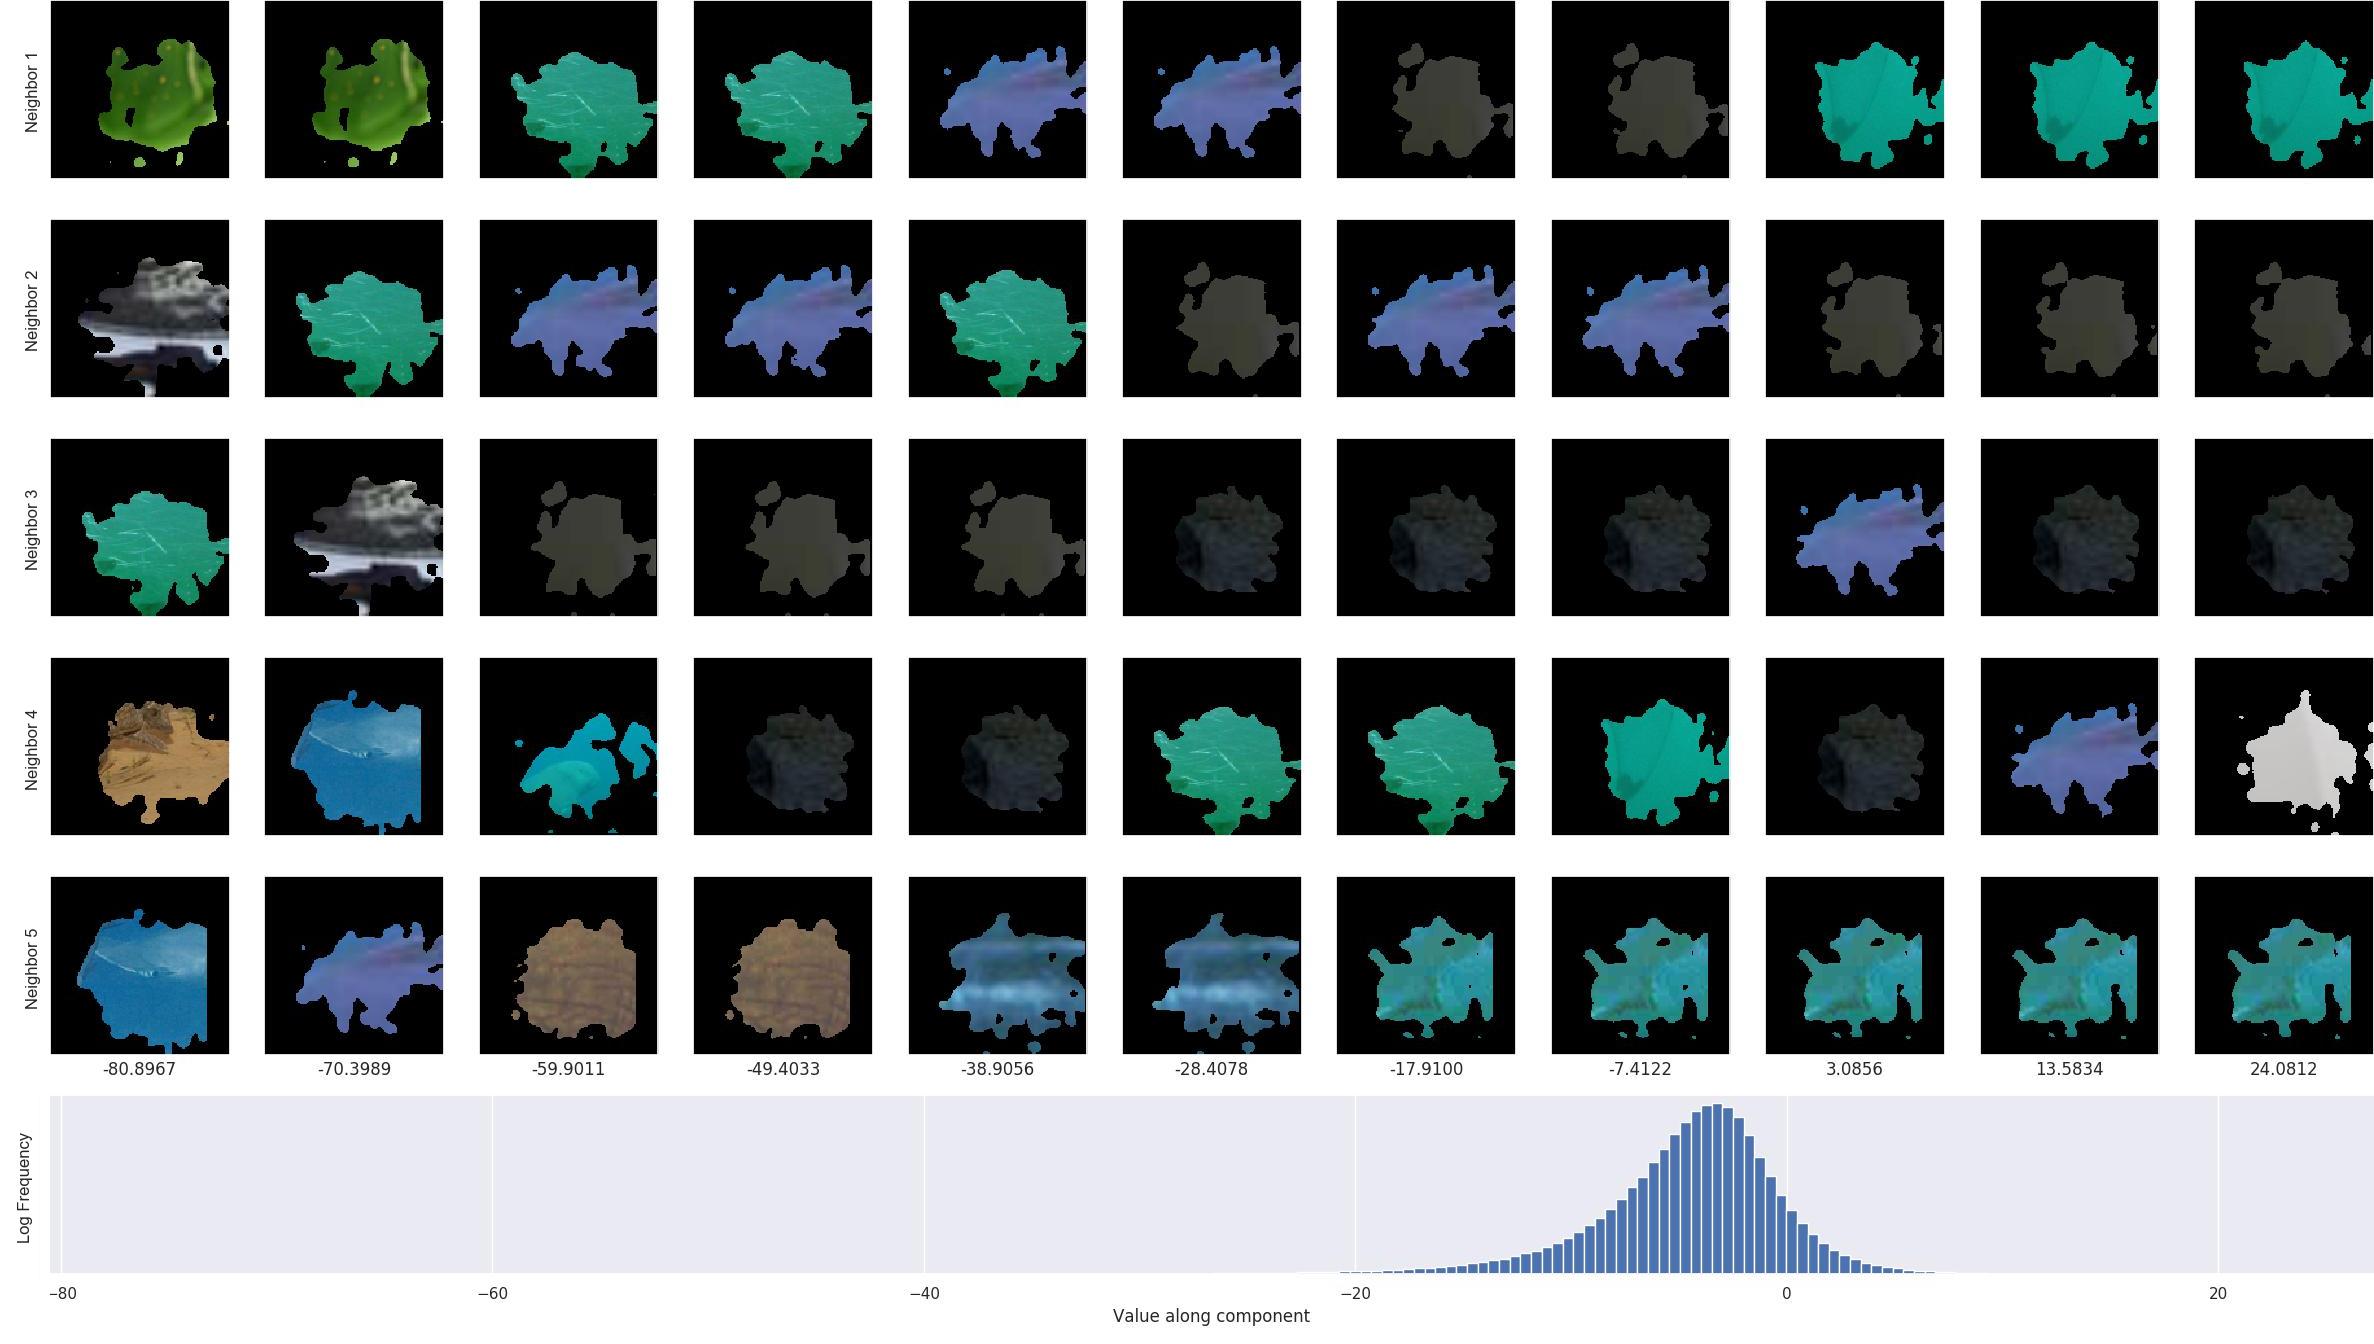 Neighbor 1
Neighbor 2
Neighbor 3
Neighbor 4
Neighbor 5
-80.8967 -70.3989 -59.9011 -49.4033 -38.9056 -28.4078 -17.9100 -7.4122 3.0856 13.5834 24.0812
Log Frequency
−80 −60 −40 −20 0 20
Value along component